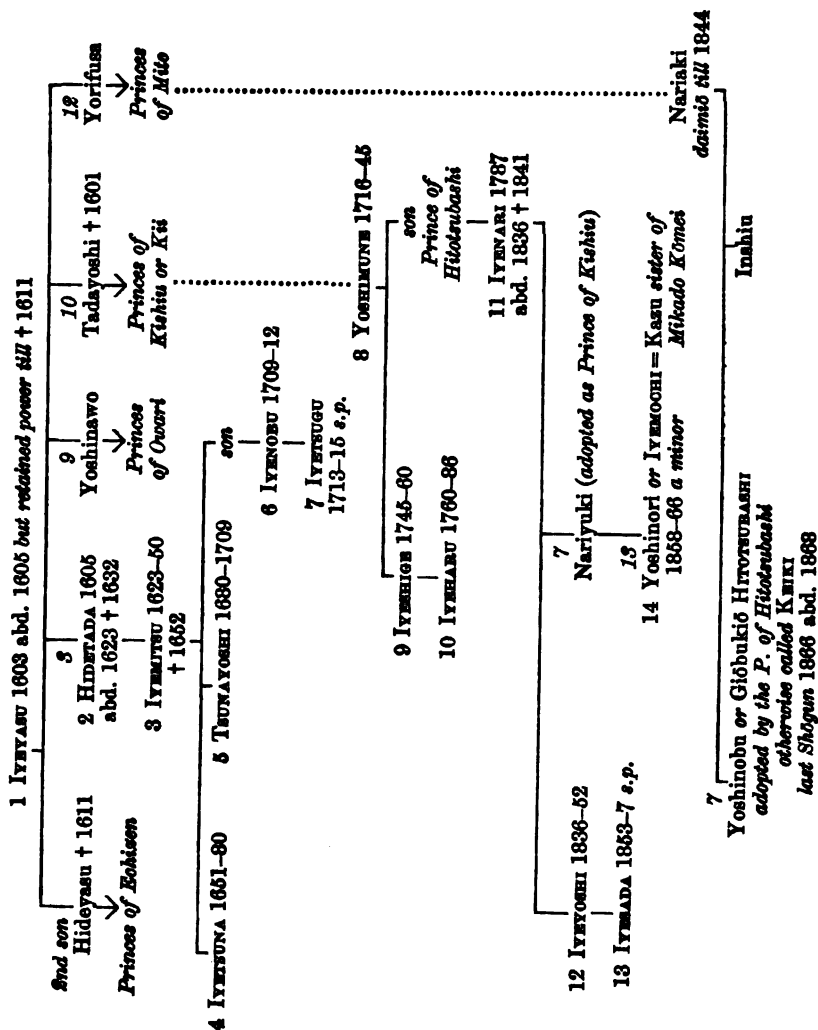 1 IYEYASU 1603 abd. 1605 but retained power till † 1611
2nd son
Hideyasu † 1611
Princes of Echizen
3
2 HIDETADA 1605
abd. 1623 † 1632
9
Yoshinawo
Princes
of Owari
10
Tadayoshi † 1601
Princes of
Kishiu or Kii
12
Yorifusa
Princes
of Mito
3 IYEMITSU 1623–50
† 1652
4 IYETSUNA 1651–80
5 TSUNAYOSHI 1680–1709
son
6 IYENOBU 1709–12
7 IYETSUGU
1713–15 s.p.
8 YOSHIMUNE 1716–45
9 IYESHIGE 1745–60
10 IYEHARU 1760–86
son
Prince of
Hitotsubashi
11 IYENARI 1787
abd. 1836 † 1841
12 IYEYOSHI 1836–52
13 IYESADA 1853–7 s.p.
7
Nariyuki (adopted as Prince of Kishiu)
13
14 Yoshinori or IYEMOCHI = Kazu sister of
1858–66 a minor
Mikado Kōmei
Nariaki
daimiō till 1844
7
Yoshinobu or Giōbukiō HITOTSUBASHI
adopted by the P. of Hitotsubashi
otherwise called KEIKI
last Shōgun 1866 abd. 1868
Inshiu